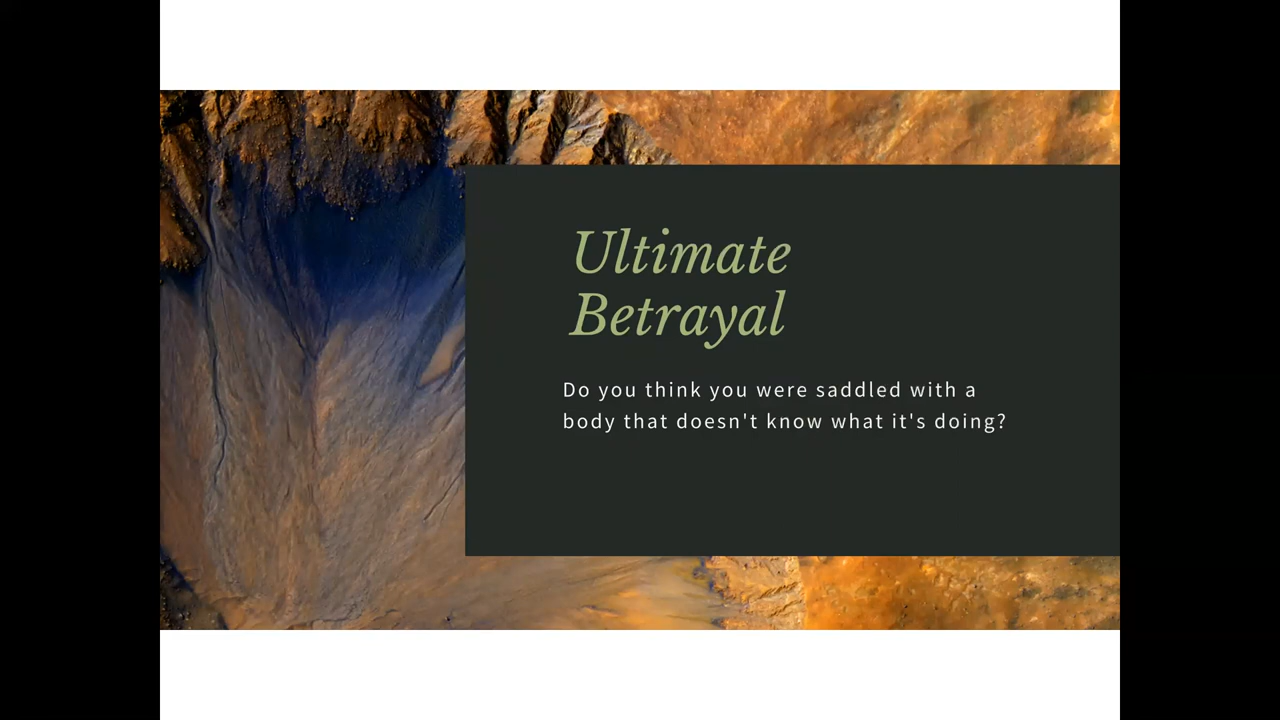 Ultimate
Betrayal
Do you think you were saddled with a
body that doesn't know what it's doing?